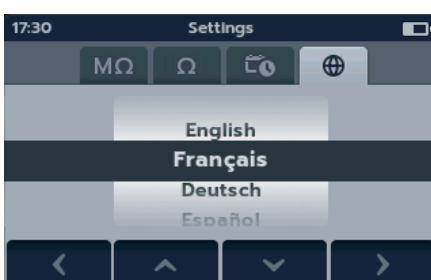 17:30 Settings
MΩ Ω
English
Français
Deutsch
Español